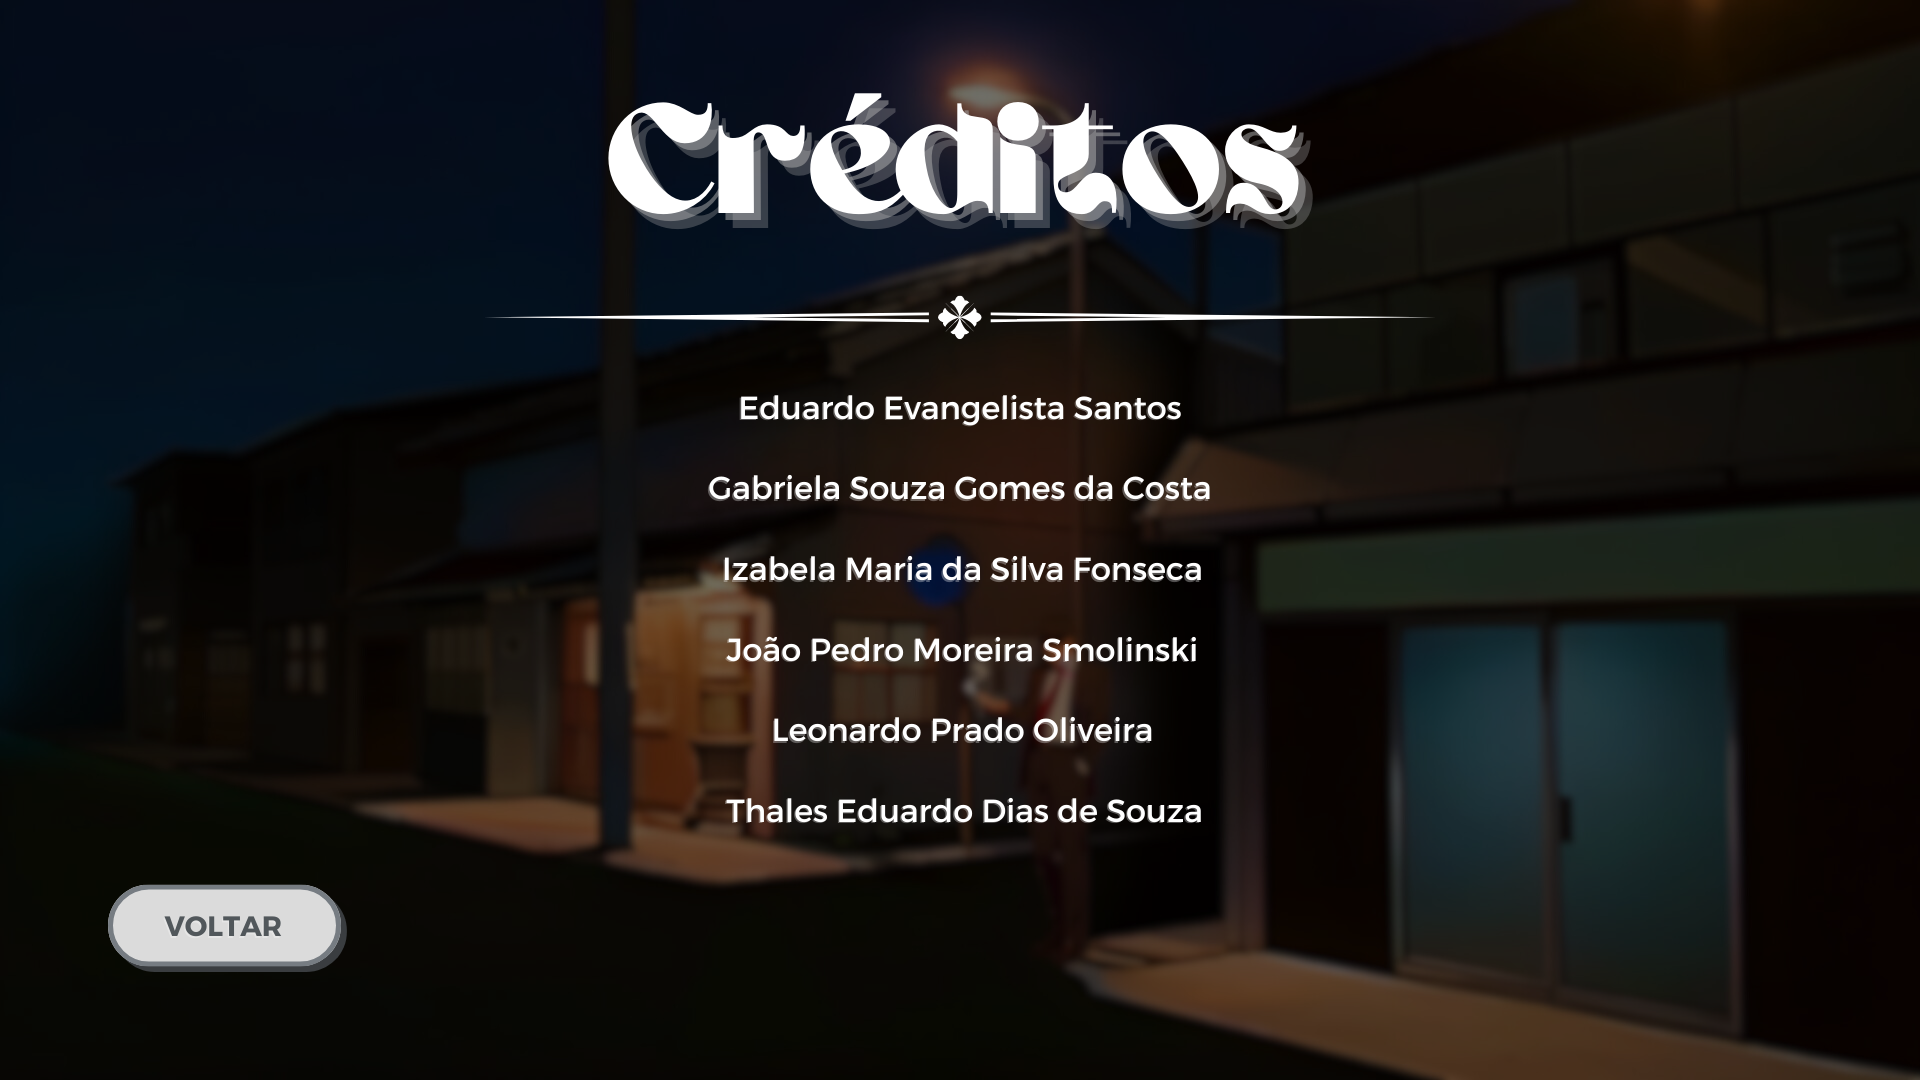 Créditos
Eduardo Evangelista Santos
Gabriela Souza Gomes da Costa
Izabela Maria da Silva Fonseca
João Pedro Moreira Smolinski
Leonardo Prado Oliveira
Thales Eduardo Dias de Souza
VOLTAR